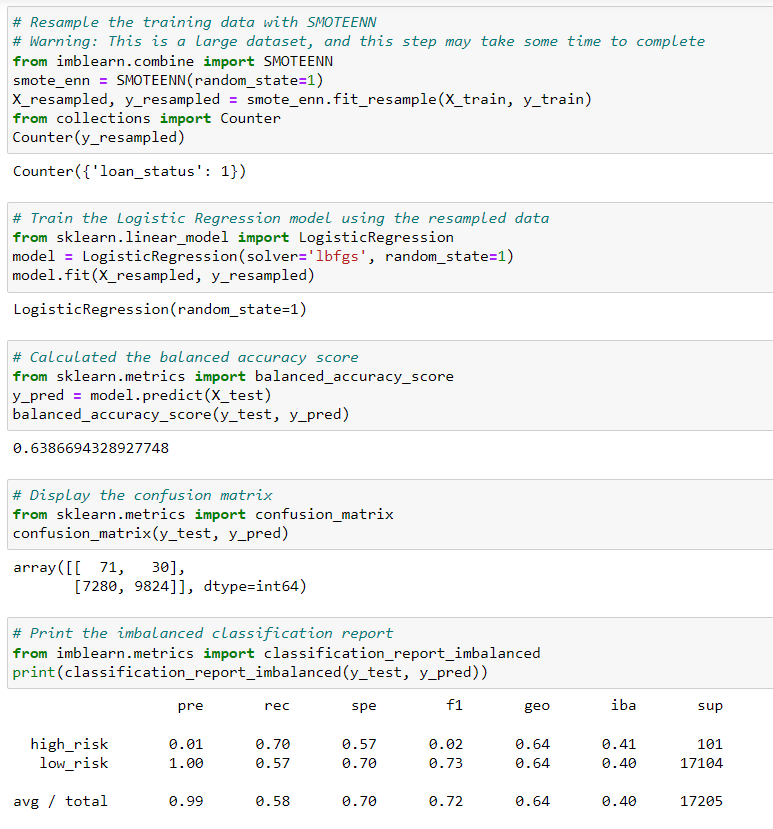 # Resample the training data with SMOTEENN
# Warning: This is a large dataset, and this step may take some time to complete
from imblearn.combine import SMOTEENN
smote_enn = SMOTEENN(random_state=1)
X_resampled, y_resampled = smote_enn.fit_resample(X_train, y_train)
from collections import Counter
Counter(y_resampled)
Counter({'loan_status': 1})
# Train the Logistic Regression model using the resampled data
from sklearn.linear_model import LogisticRegression
model = LogisticRegression(solver='lbfgs', random_state=1)
model.fit(X_resampled, y_resampled)
LogisticRegression(random_state=1)
# Calculated the balanced accuracy score
from sklearn.metrics import balanced_accuracy_score
y_pred = model.predict(X_test)
balanced_accuracy_score(y_test, y_pred)
0.6386694328927748
# Display the confusion matrix
from sklearn.metrics import confusion_matrix
confusion_matrix(y_test, y_pred)
array([[  71,   30],
       [7280, 9824]], dtype=int64)
# Print the imbalanced classification report
from imblearn.metrics import classification_report_imbalanced
print(classification_report_imbalanced(y_test, y_pred))
                   pre       rec       spe        f1       geo       iba       sup
  high_risk       0.01      0.70      0.57      0.02      0.64      0.41       101
   low_risk       1.00      0.57      0.70      0.73      0.64      0.40     17104
avg / total       0.99      0.58      0.70      0.72      0.64      0.40     17205